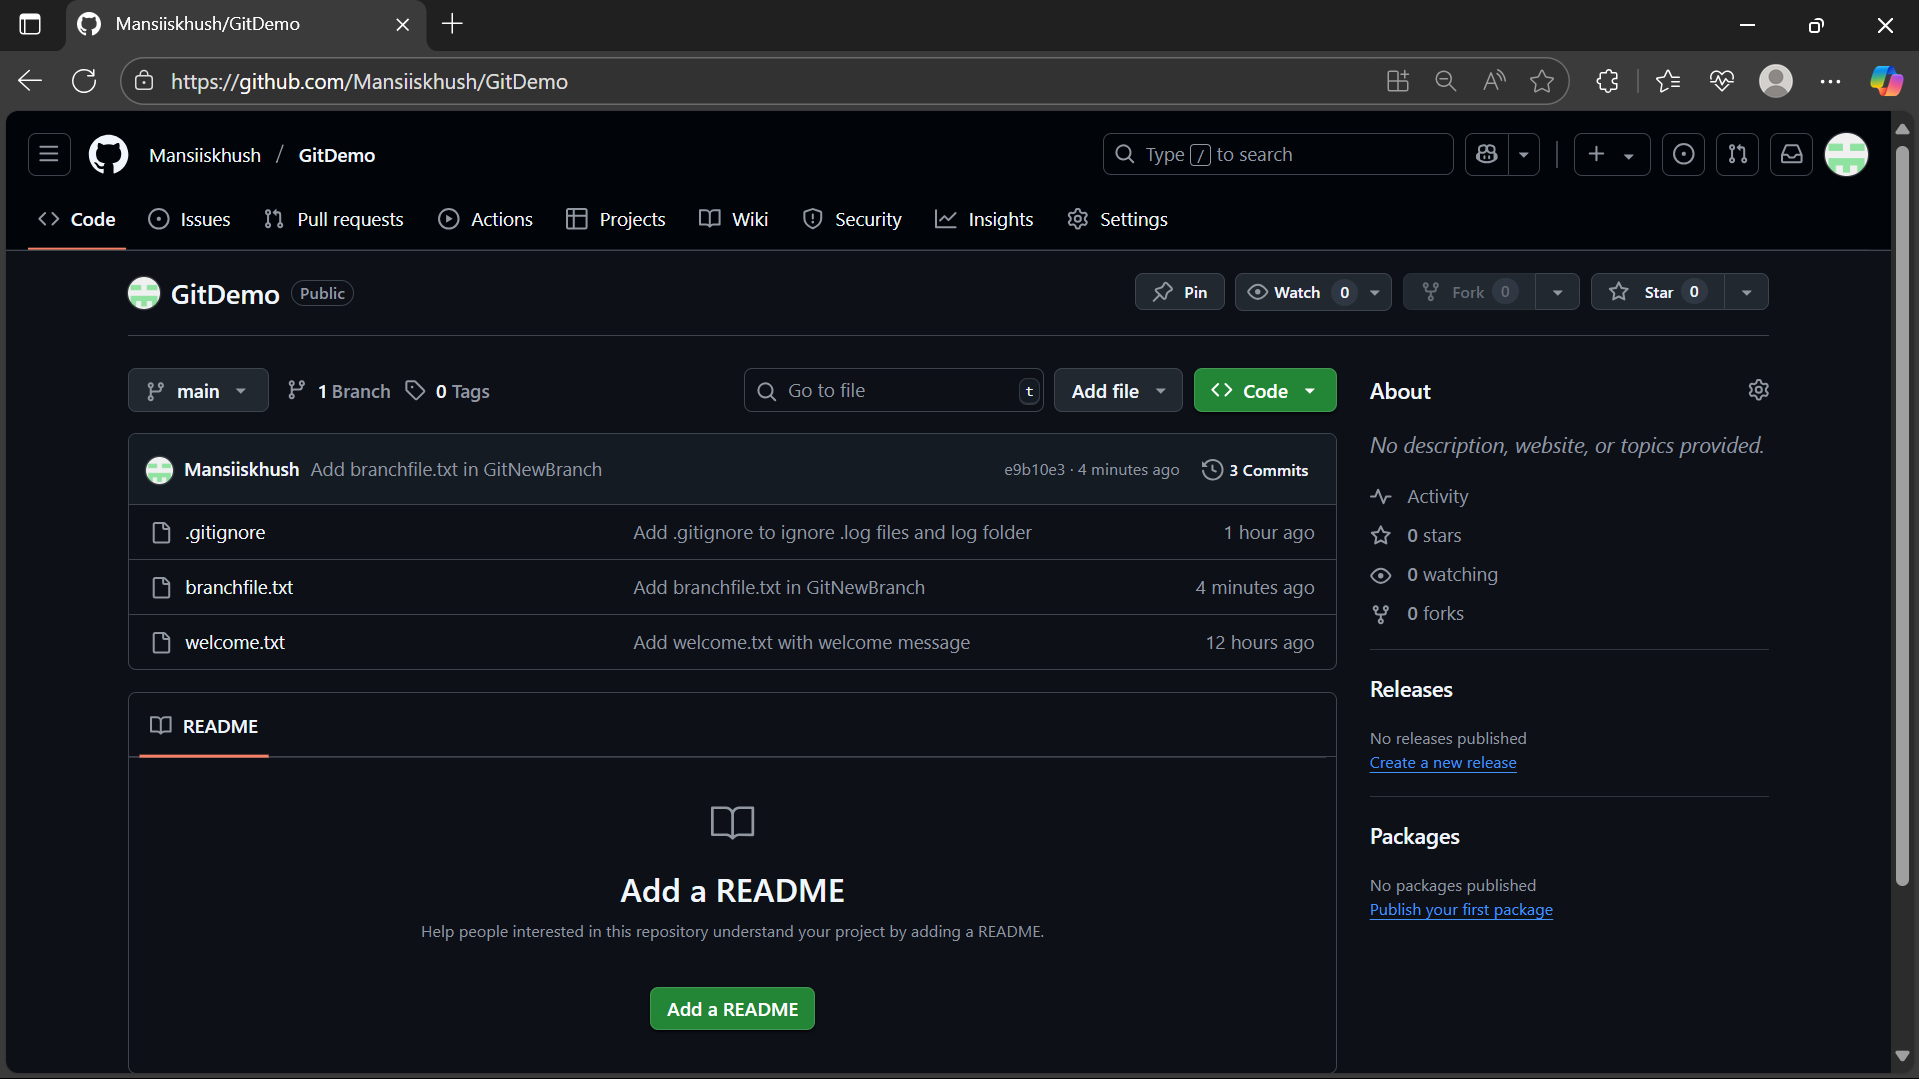 Mansiiskhush/GitDemo
https://github.com/Mansiiskhush/GitDemo
Mansiiskhush / GitDemo
Type / to search
Code Issues Pull requests Actions Projects Wiki Security Insights Settings
GitDemo Public
Pin Watch 0 Fork 0 Star 0
main 1 Branch 0 Tags
Go to file t
Add file
Code
Mansiiskhush Add branchfile.txt in GitNewBranch e9b10e3 · 4 minutes ago 3 Commits
.gitignore Add .gitignore to ignore .log files and log folder 1 hour ago
branchfile.txt Add branchfile.txt in GitNewBranch 4 minutes ago
welcome.txt Add welcome.txt with welcome message 12 hours ago
README
Add a README
Help people interested in this repository understand your project by adding a README.
Add a README
About
No description, website, or topics provided.
Activity
0 stars
0 watching
0 forks
Releases
No releases published
Create a new release
Packages
No packages published
Publish your first package